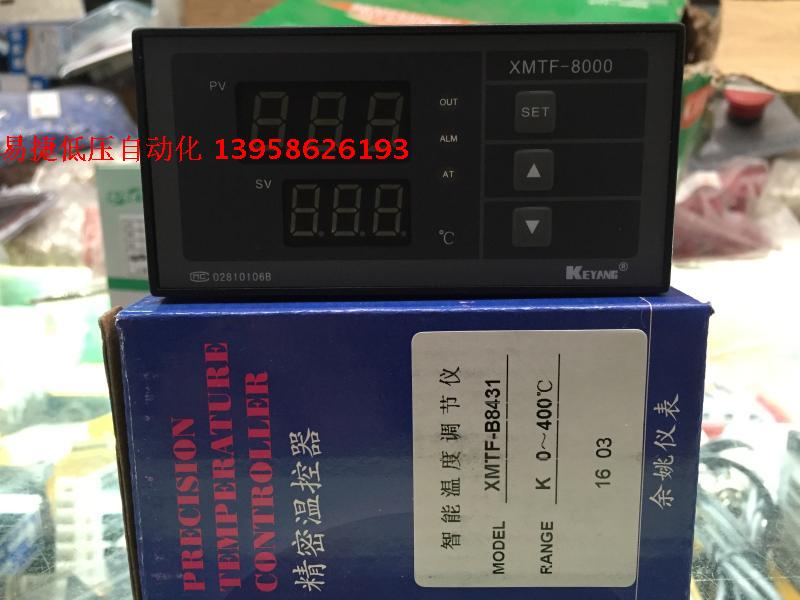 XMTF-8000
PV
OUT
SET
ALM
易捷低压自动化 13958626193
AT
SV
℃
MC 02810106B
KEYANG®
PRECISION
TEMPERATURE
CONTROLLER
精密温控器
智能温度调节仪
MODEL XMTF-B8431
RANGE K 0~400℃
16 03
余姚仪表